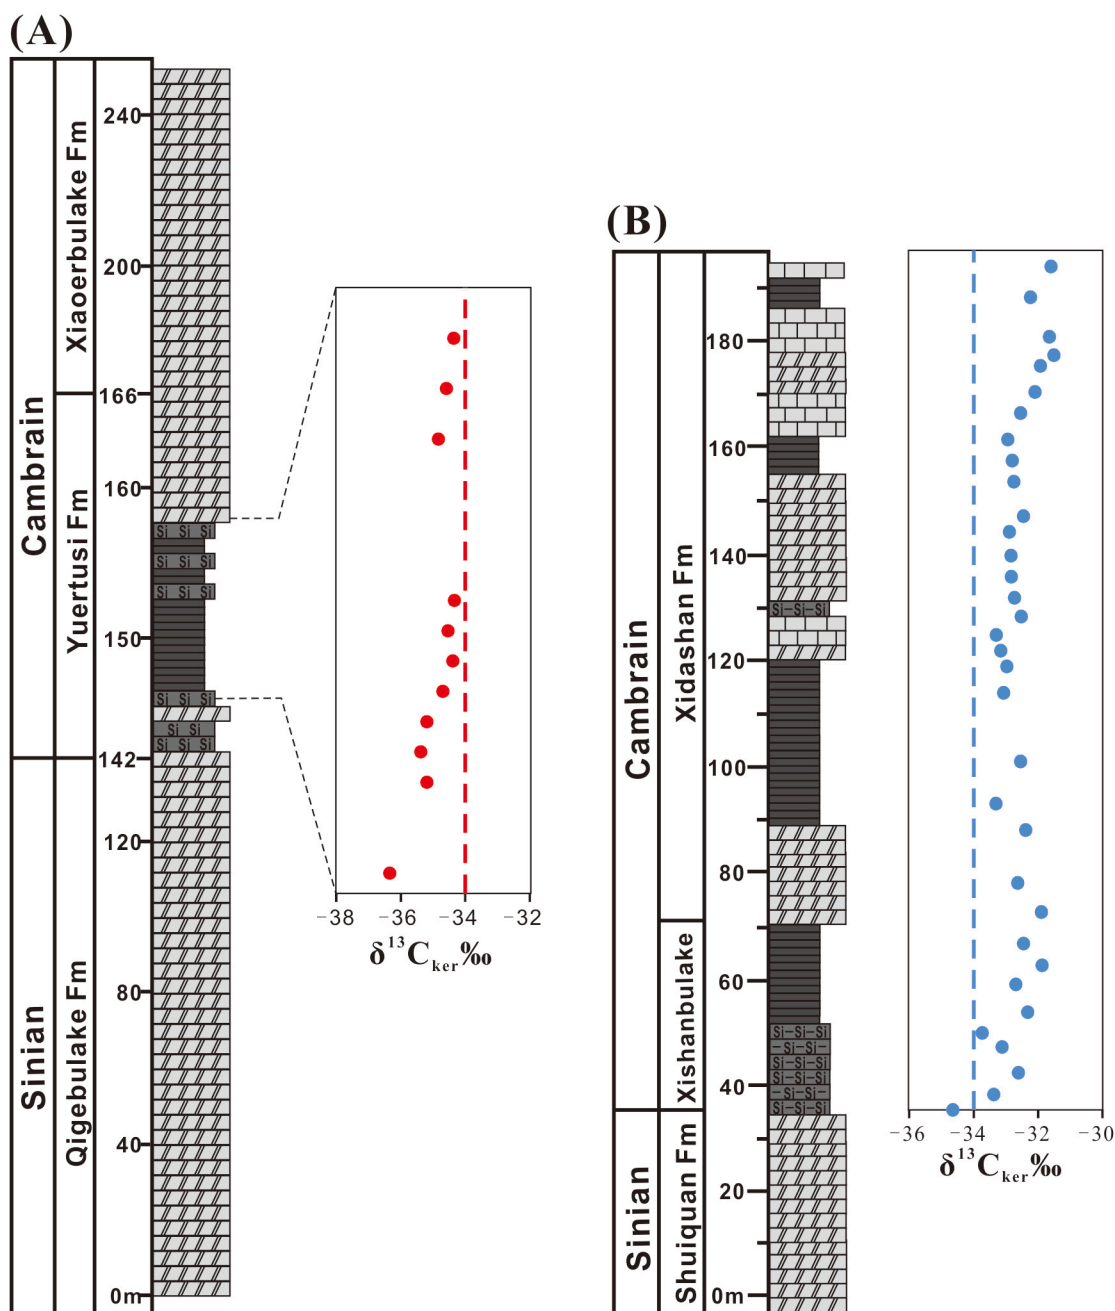 (A)
Cambrain
Sinian
Xiaoerbulake Fm
Yuertusi Fm
Qigebulake Fm
240
200
166
160
150
142
120
80
40
0m
Si Si Si
Si Si Si
Si Si Si
Si Si Si
Si Si
Si Si Si
−38 −36 −34 −32
δ¹³C_ker‰
(B)
Cambrain
Sinian
Xidashan Fm
Xishanbulake
Shuiquan Fm
180
160
140
120
100
80
60
40
20
0m
Si–Si–Si
Si–Si–Si
–Si–Si–
Si–Si–Si
Si–Si–Si
–Si–Si–
Si–Si–Si
−36 −34 −32 −30
δ¹³C_ker‰